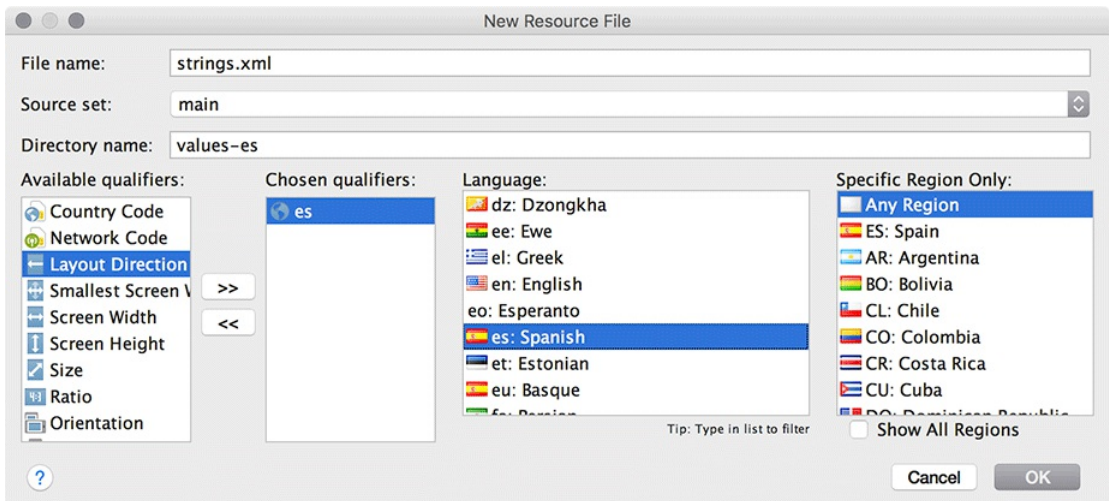 New Resource File
File name:
strings.xml
Source set:
main
Directory name:
values-es
Available qualifiers:
Country Code
Network Code
Layout Direction
Smallest Screen
Screen Width
Screen Height
Size
Ratio
Orientation
>>
<<
Chosen qualifiers:
es
Language:
dz: Dzongkha
ee: Ewe
el: Greek
en: English
eo: Esperanto
es: Spanish
et: Estonian
eu: Basque
Tip: Type in list to filter
Specific Region Only:
Any Region
ES: Spain
AR: Argentina
BO: Bolivia
CL: Chile
CO: Colombia
CR: Costa Rica
CU: Cuba
Show All Regions
?
Cancel
OK